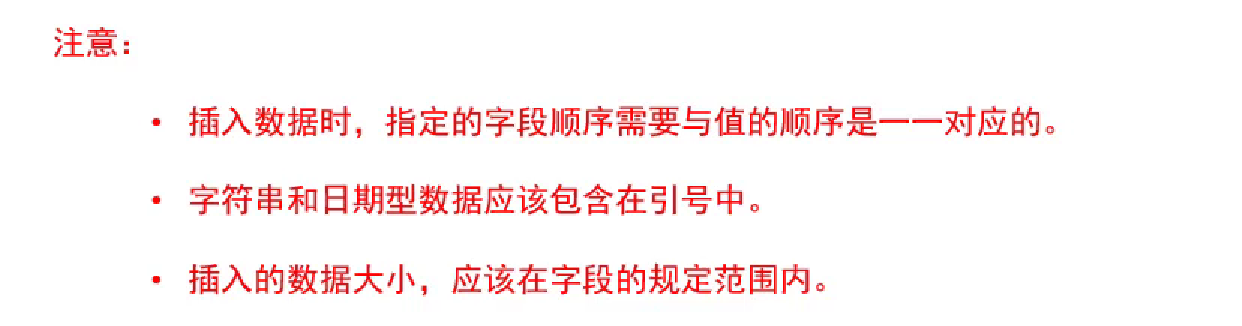 注意：
• 插入数据时，指定的字段顺序需要与值的顺序是一一对应的。
• 字符串和日期型数据应该包含在引号中。
• 插入的数据大小，应该在字段的规定范围内。